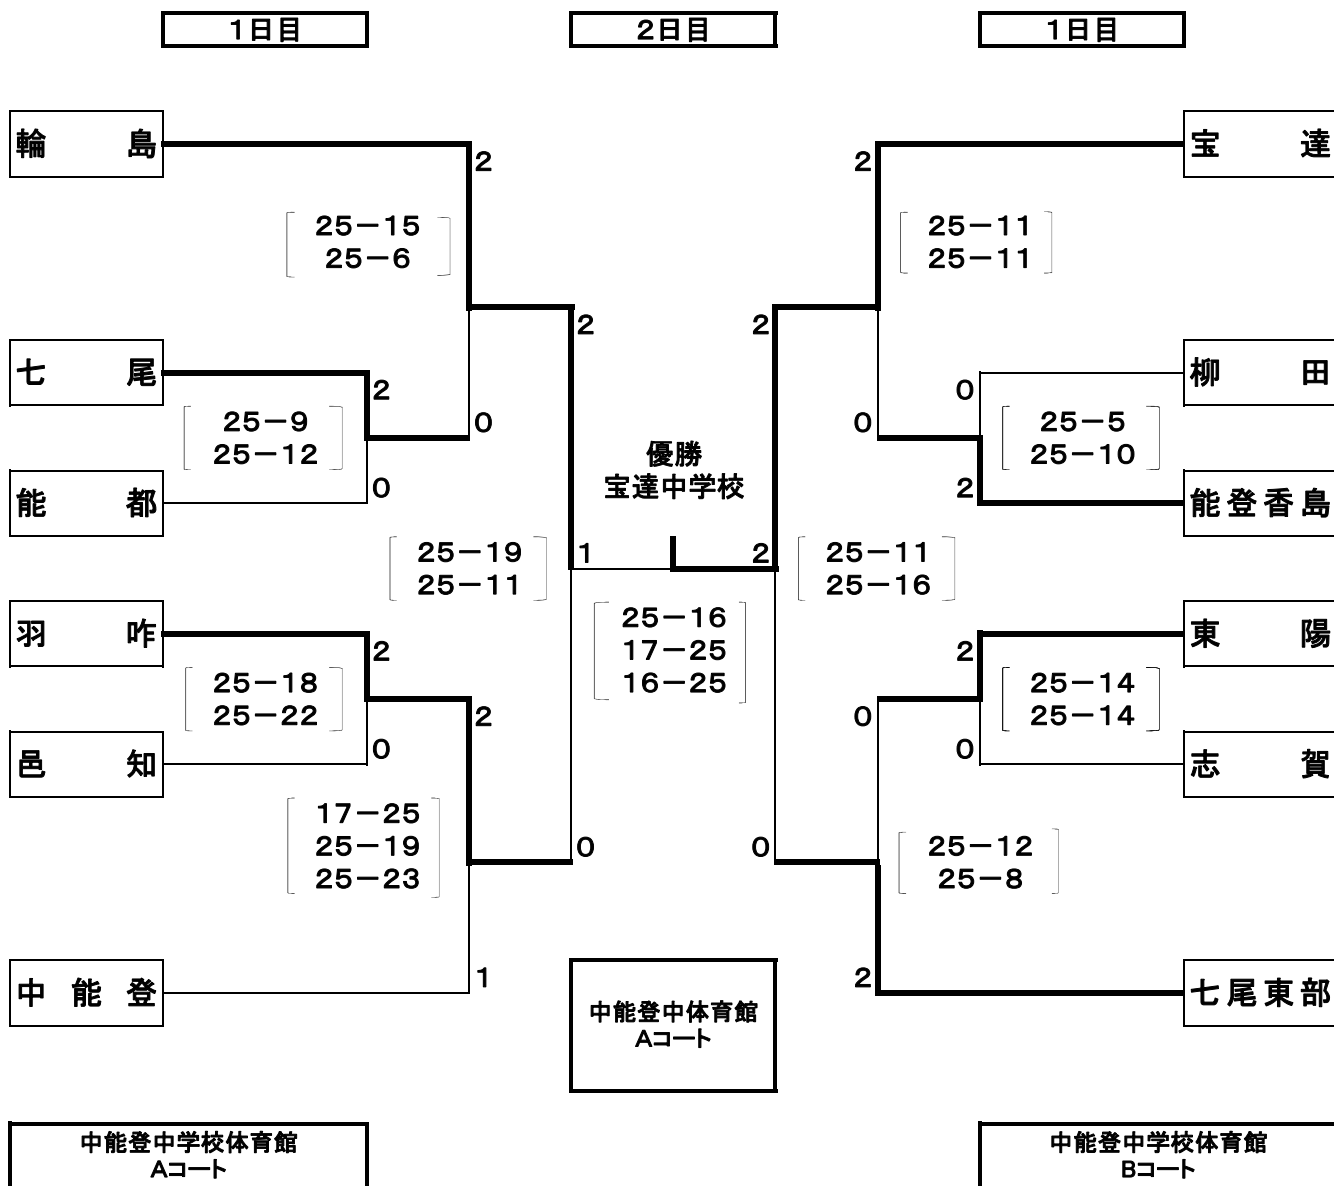 1日目
2日目
1日目
輪島
宝達
2
2
25－15
25－6
25－11
25－11
2
2
七尾
柳田
2
0
25－9
25－12
0
0
25－5
25－10
優勝
宝達中学校
能都
能登香島
0
2
25－19
25－11
1
2
25－11
25－16
25－16
17－25
16－25
羽咋
東陽
2
2
25－18
25－22
2
0
25－14
25－14
邑知
志賀
0
0
17－25
25－19
25－23
0
0
25－12
25－8
中能登
七尾東部
1
2
中能登中体育館
Aコート
中能登中学校体育館
Aコート
中能登中学校体育館
Bコート